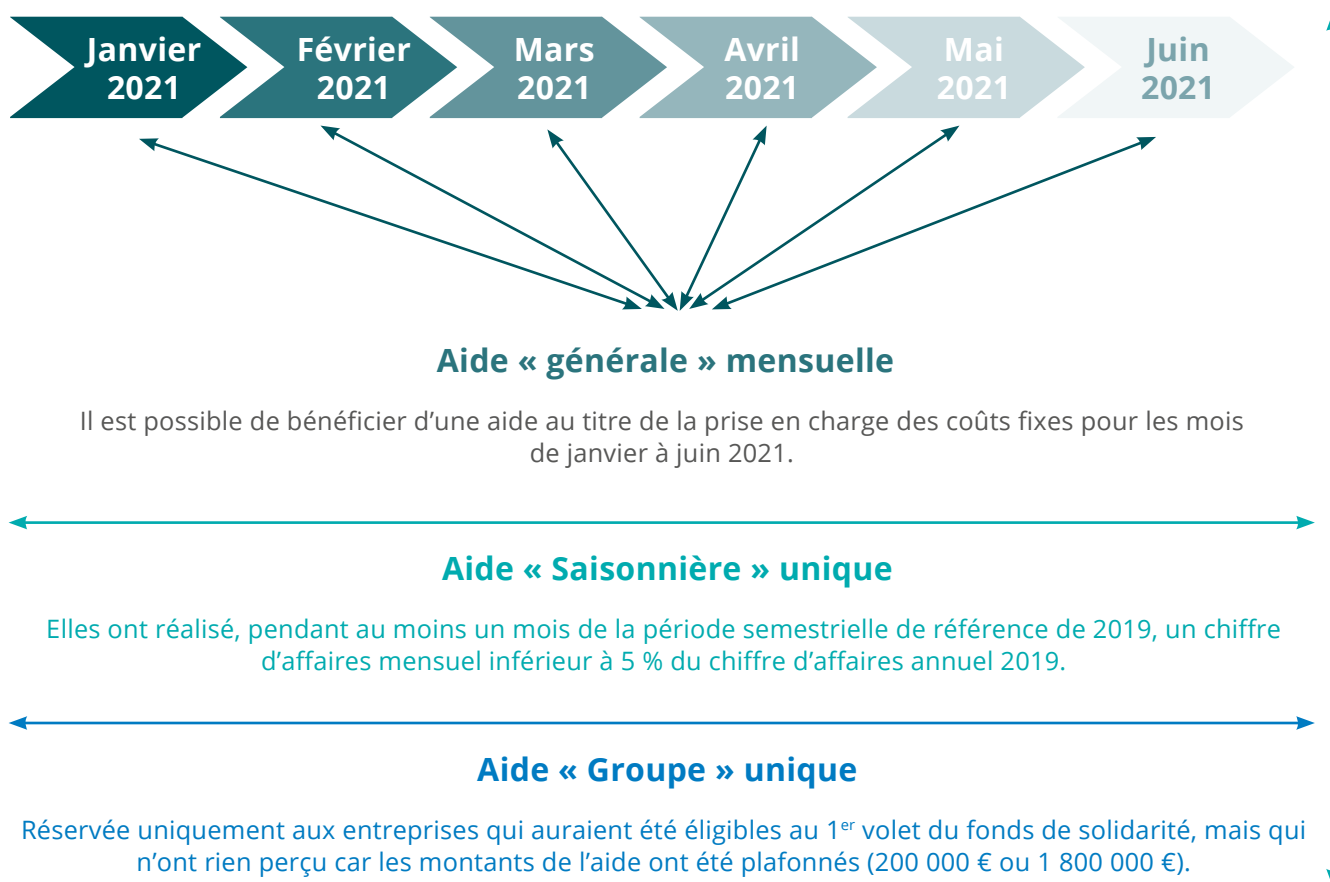 Janvier
2021
Février
2021
Mars
2021
Avril
2021
Mai
2021
Juin
2021
Aide « générale » mensuelle
Il est possible de bénéficier d’une aide au titre de la prise en charge des coûts fixes pour les mois
de janvier à juin 2021.
Aide « Saisonnière » unique
Elles ont réalisé, pendant au moins un mois de la période semestrielle de référence de 2019, un chiffre
d'affaires mensuel inférieur à 5 % du chiffre d’affaires annuel 2019.
Aide « Groupe » unique
Réservée uniquement aux entreprises qui auraient été éligibles au 1er volet du fonds de solidarité, mais qui
n’ont rien perçu car les montants de l’aide ont été plafonnés (200 000 € ou 1 800 000 €).